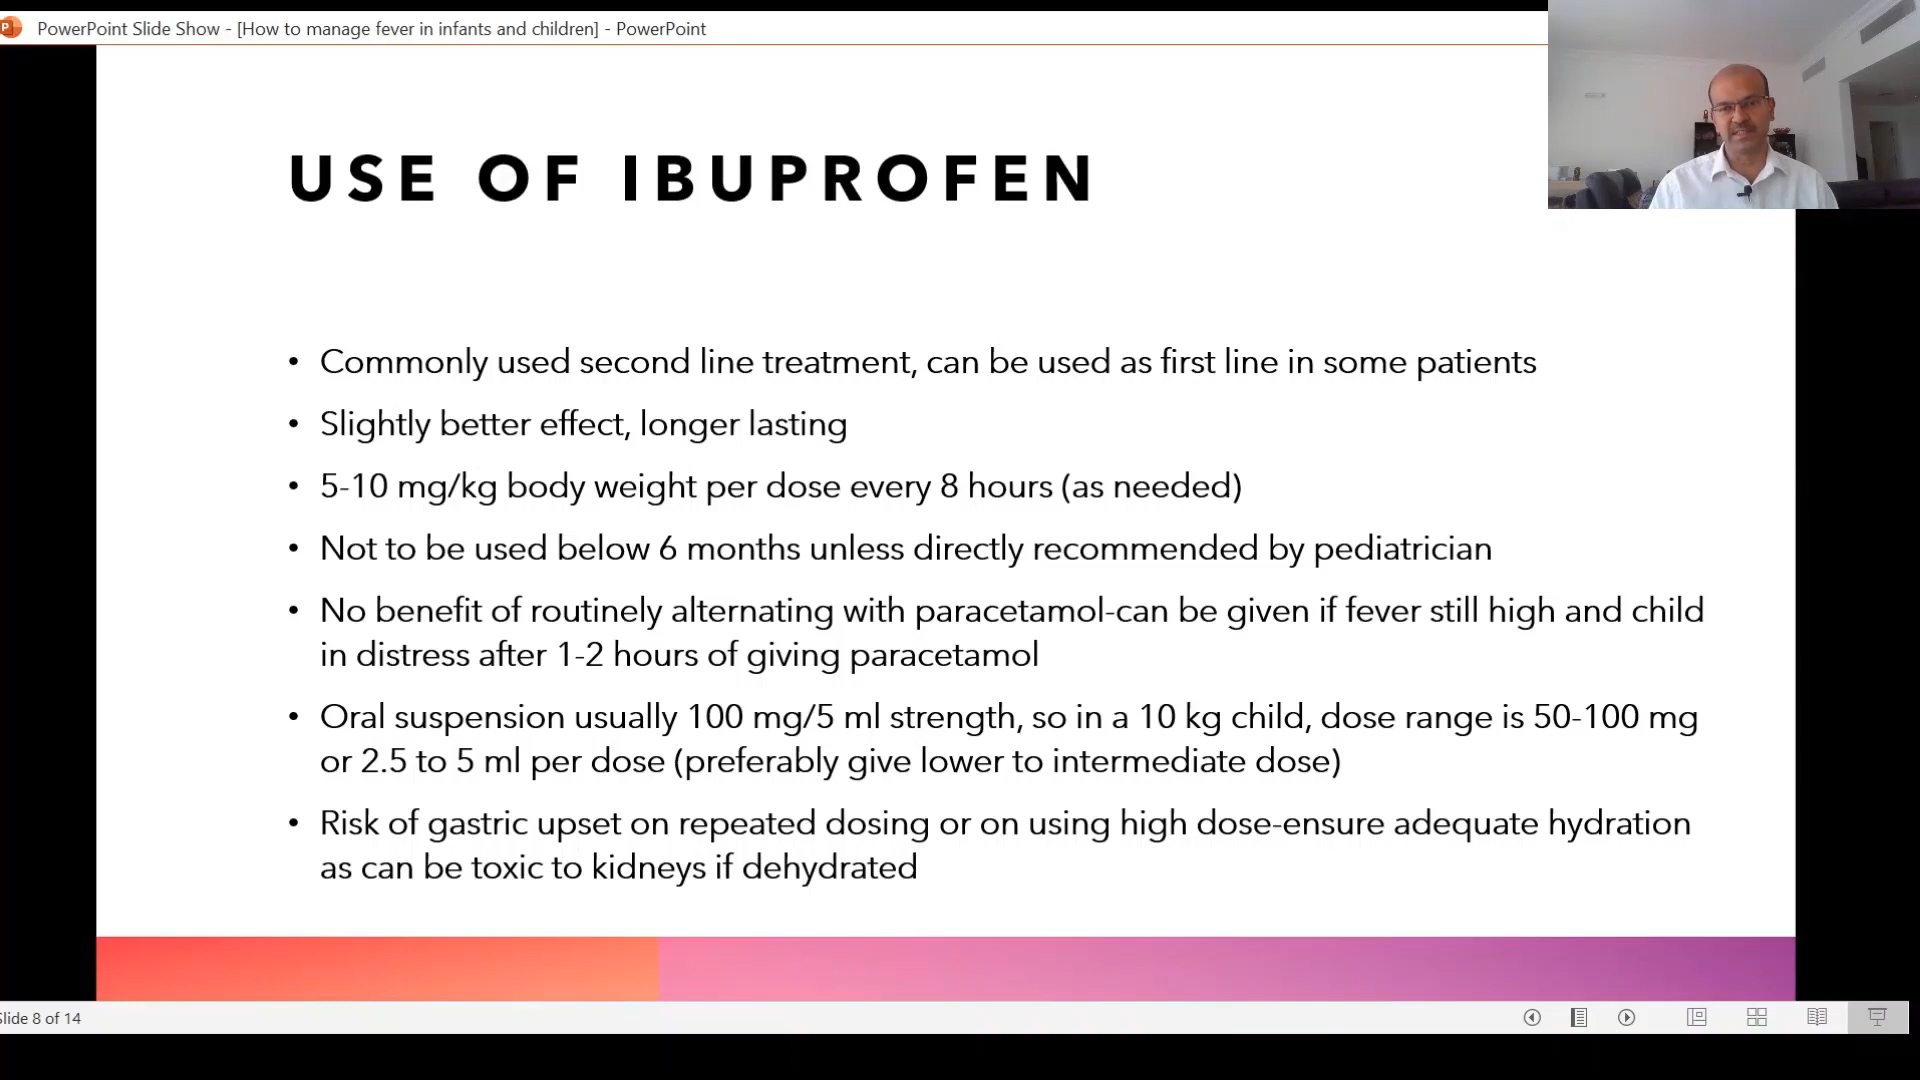 PowerPoint Slide Show - [How to manage fever in infants and children] - PowerPoint
USE OF IBUPROFEN
• Commonly used second line treatment, can be used as first line in some patients
• Slightly better effect, longer lasting
• 5-10 mg/kg body weight per dose every 8 hours (as needed)
• Not to be used below 6 months unless directly recommended by pediatrician
• No benefit of routinely alternating with paracetamol-can be given if fever still high and child
in distress after 1-2 hours of giving paracetamol
• Oral suspension usually 100 mg/5 ml strength, so in a 10 kg child, dose range is 50-100 mg
or 2.5 to 5 ml per dose (preferably give lower to intermediate dose)
• Risk of gastric upset on repeated dosing or on using high dose-ensure adequate hydration
as can be toxic to kidneys if dehydrated
Slide 8 of 14